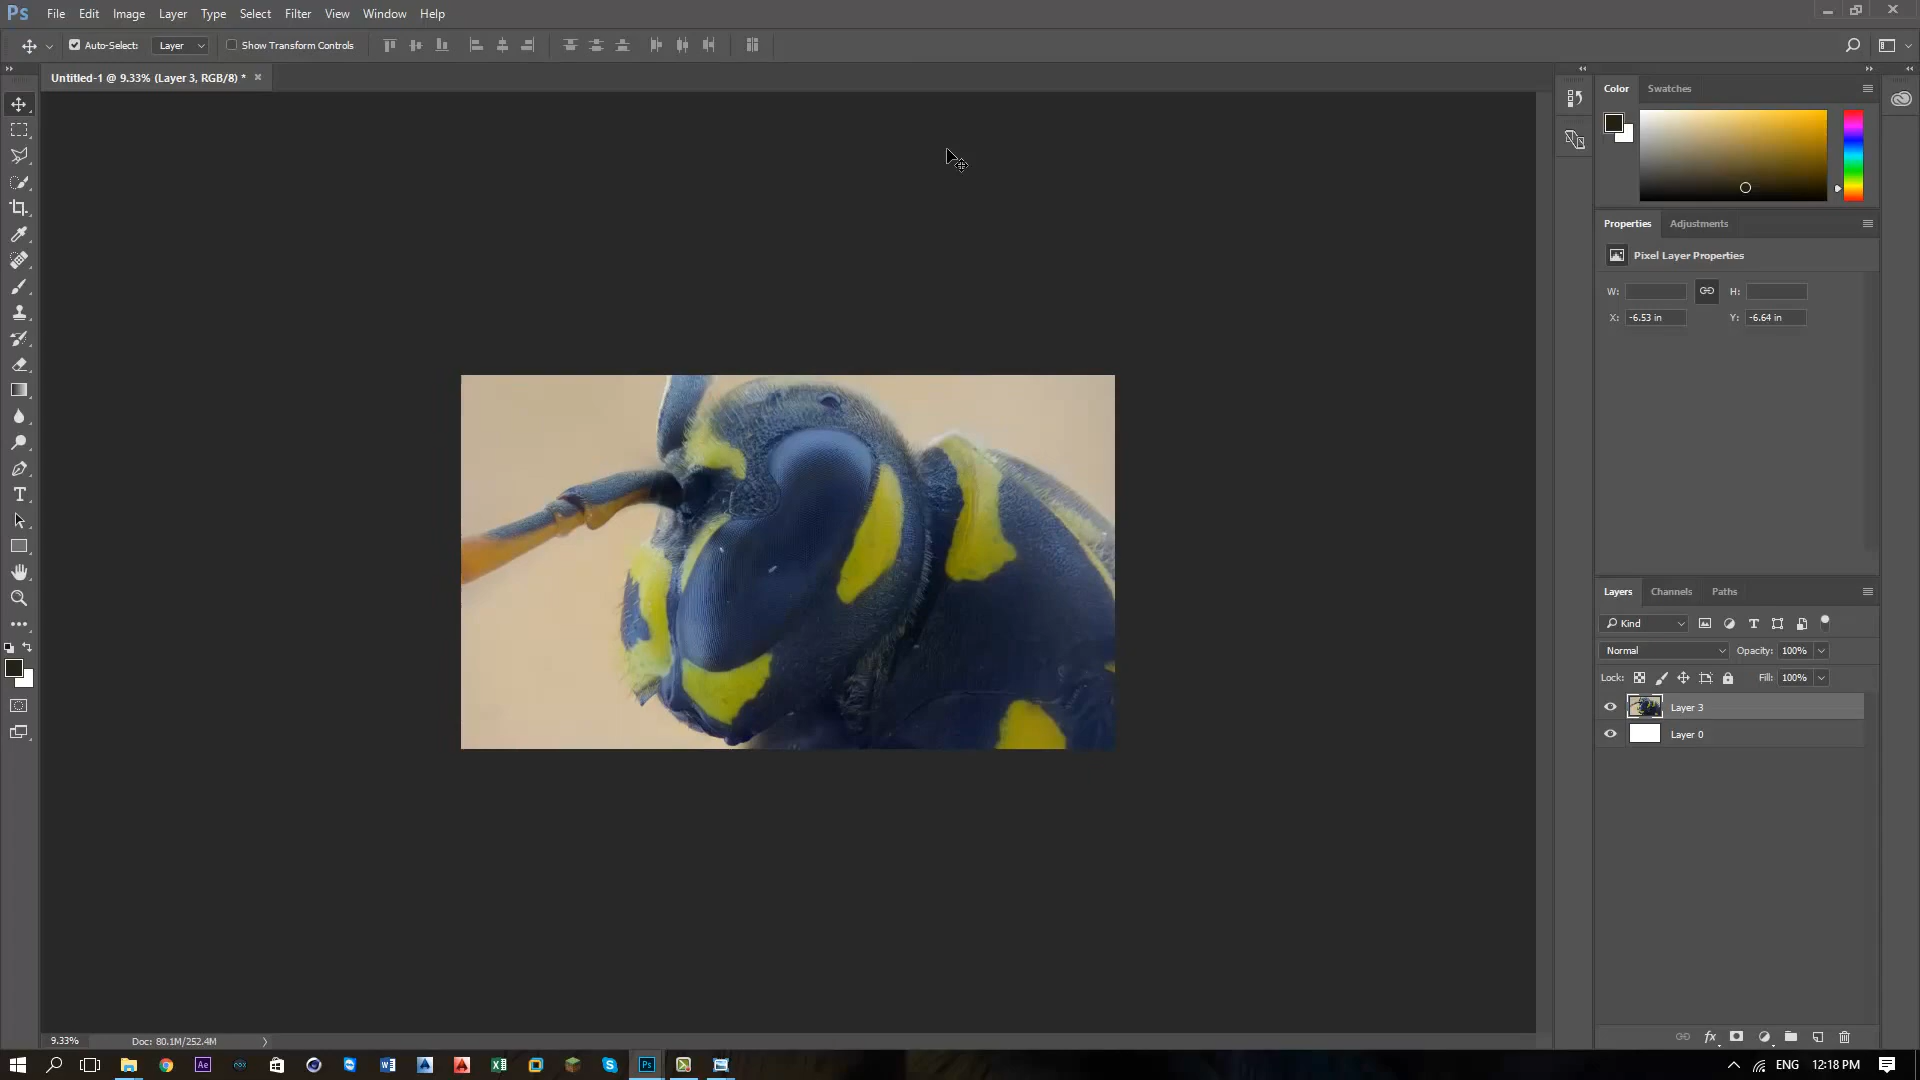 Ps File Edit Image Layer Type Select Filter View Window Help
Auto-Select: Layer Show Transform Controls
Untitled-1 @ 9.33% (Layer 3, RGB/8) *
Color Swatches
Properties Adjustments
Pixel Layer Properties
W: H:
X: -6.53 in Y: -6.64 in
Layers Channels Paths
Kind
Normal Opacity: 100%
Lock: Fill: 100%
Layer 3
Layer 0
9.33% Doc: 80.1M/252.4M
Ae Ps ENG 12:18 PM